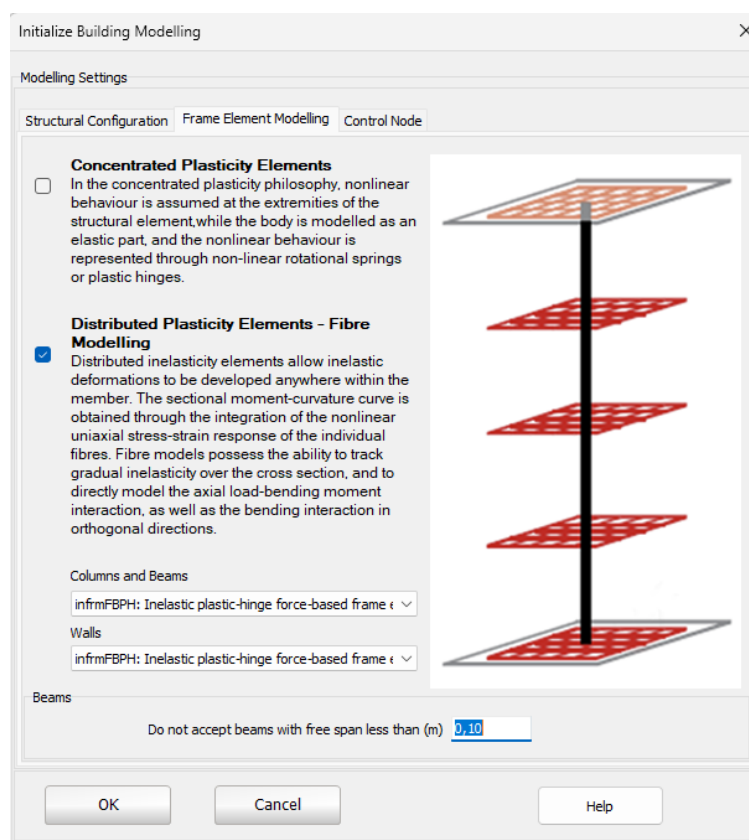 Initialize Building Modelling
Modelling Settings
Structural Configuration Frame Element Modelling Control Node
Concentrated Plasticity Elements
In the concentrated plasticity philosophy, nonlinear
behaviour is assumed at the extremities of the
structural element,while the body is modelled as an
elastic part, and the nonlinear behaviour is
represented through non-linear rotational springs
or plastic hinges.
Distributed Plasticity Elements - Fibre
Modelling
Distributed inelasticity elements allow inelastic
deformations to be developed anywhere within the
member. The sectional moment-curvature curve is
obtained through the integration of the nonlinear
uniaxial stress-strain response of the individual
fibres. Fibre models possess the ability to track
gradual inelasticity over the cross section, and to
directly model the axial load-bending moment
interaction, as well as the bending interaction in
orthogonal directions.
Columns and Beams
infrmFBPH: Inelastic plastic-hinge force-based frame e
Walls
infrmFBPH: Inelastic plastic-hinge force-based frame e
Beams
Do not accept beams with free span less than (m) 0,10
OK Cancel Help